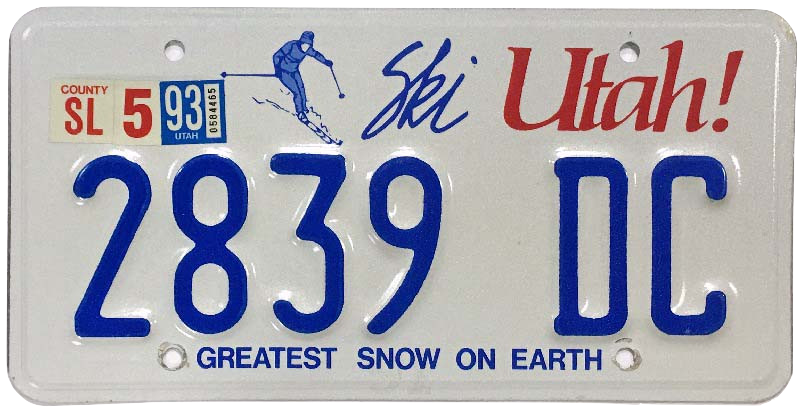 Ski Utah!
COUNTY
SL 5 93
UTAH
0584465
2839 DC
GREATEST SNOW ON EARTH